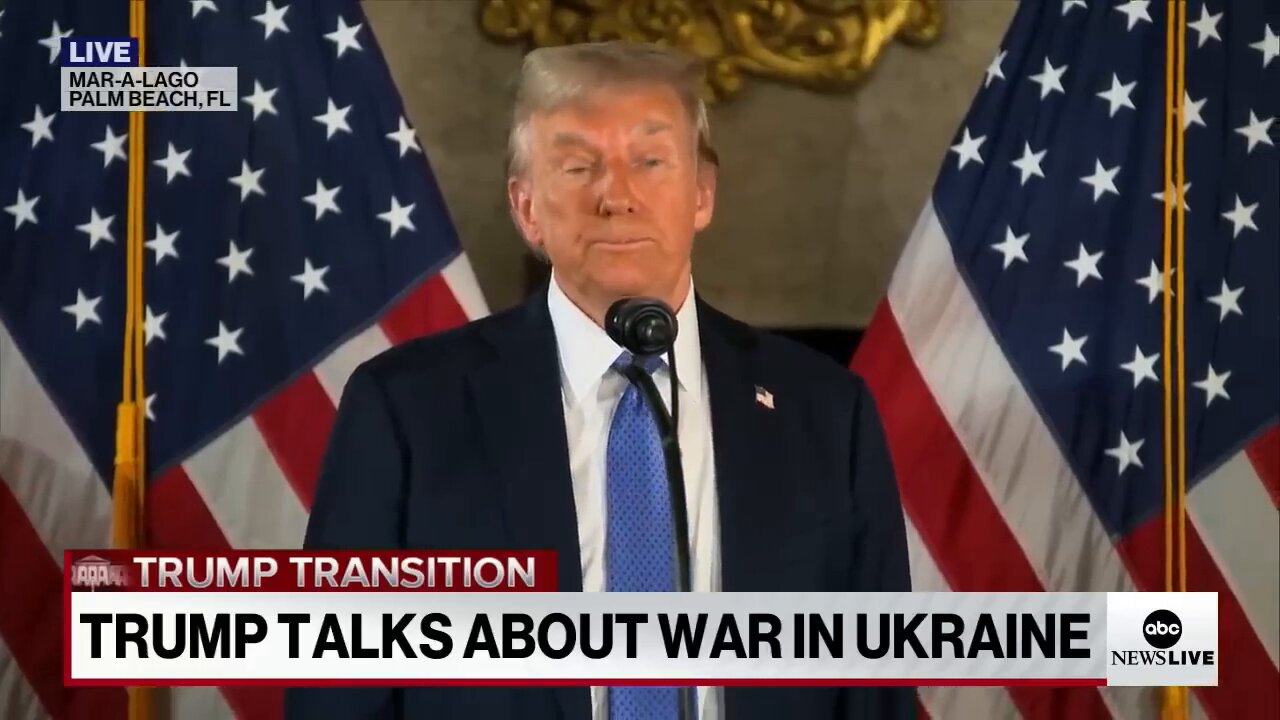 LIVE
MAR-A-LAGO
PALM BEACH, FL
TRUMP TRANSITION
TRUMP TALKS ABOUT WAR IN UKRAINE
abc
NEWS LIVE